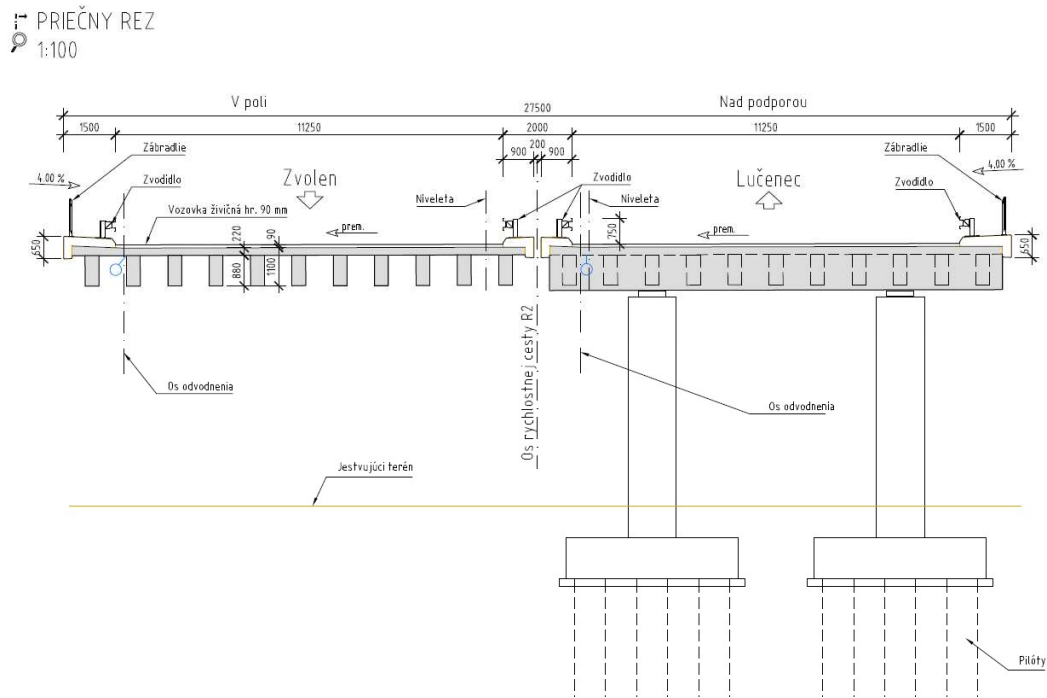 PRIEČNY REZ
1:100
V poli
27500
Nad podporou
1500
11250
2000
11250
1500
900
200
900
Zábradlie
Zábradlie
4.00 %
4,00 %
Zvodidlo
Zvolen
Niveleta
Zvodidlo
Niveleta
Lučenec
Zvodidlo
Vozovka živičná hr. 90 mm
prem.
prem.
650
220
90
750
650
880
1100
Os rychlostnej cesty R2
Os odvodnenia
Os odvodnenia
Jestvujúci terén
Pilóty